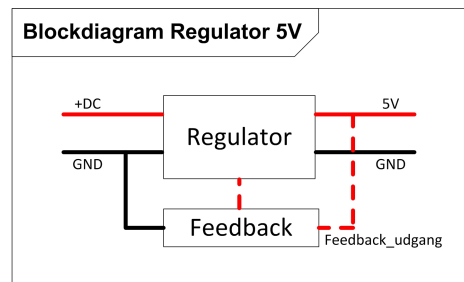 Blockdiagram Regulator 5V
+DC
5V
Regulator
GND
GND
Feedback
Feedback_udgang